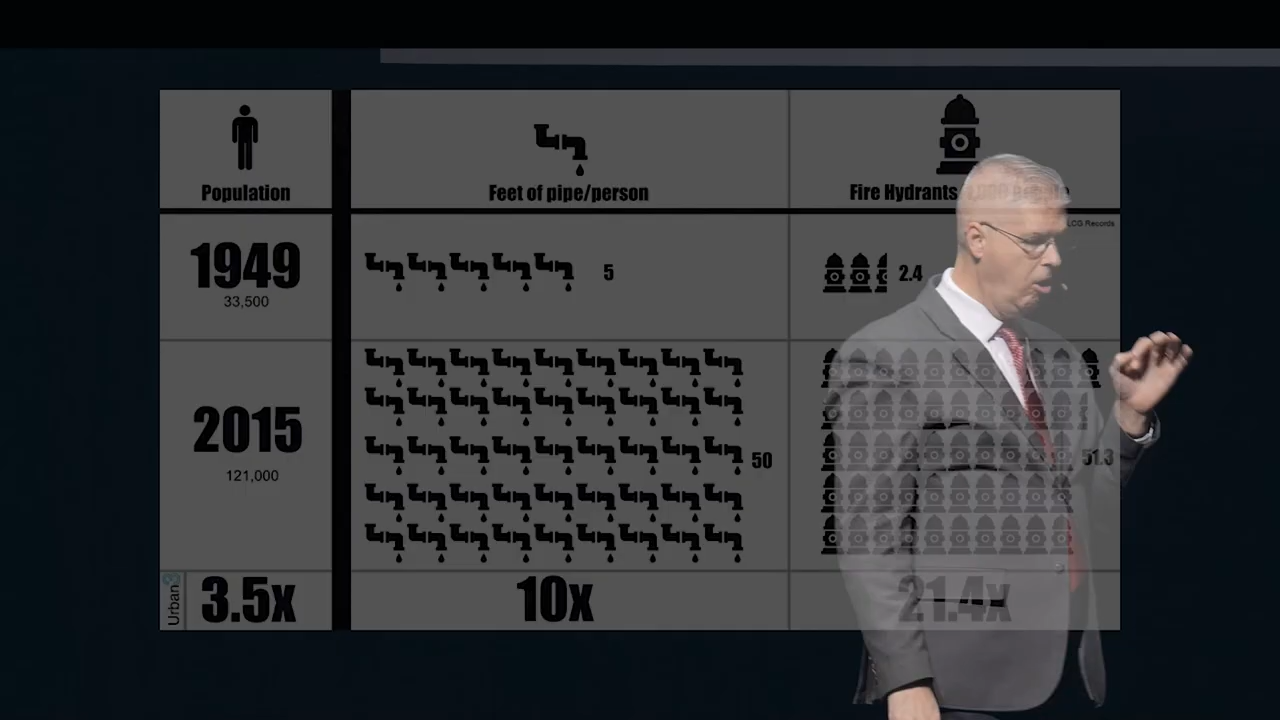 Population
Feet of pipe/person
Fire Hydrants
LCG Records
1949
33,500
5
2.4
2015
121,000
50
51.3
Urban3
3.5x
10x
21.4x